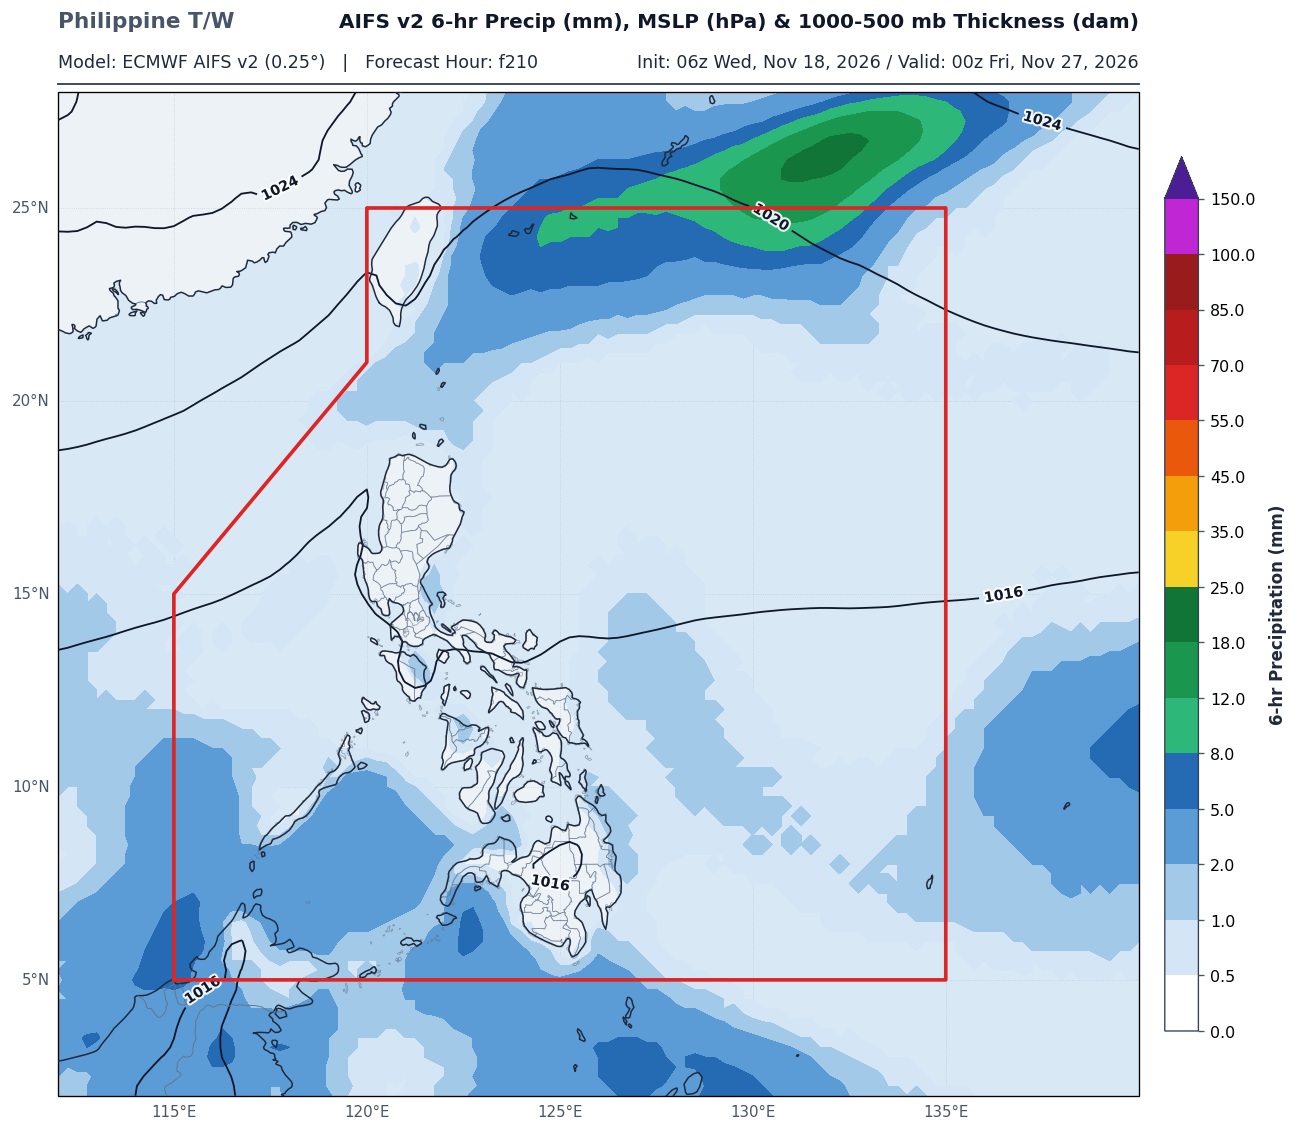 Philippine T/W
AIFS v2 6-hr Precip (mm), MSLP (hPa) & 1000-500 mb Thickness (dam)
Model: ECMWF AIFS v2 (0.25°) | Forecast Hour: f210
Init: 06z Wed, Nov 18, 2026 / Valid: 00z Fri, Nov 27, 2026
1024
1024
1020
1016
1016
1016
25°N
20°N
15°N
10°N
5°N
115°E
120°E
125°E
130°E
135°E
150.0
100.0
85.0
70.0
55.0
45.0
35.0
25.0
18.0
12.0
8.0
5.0
2.0
1.0
0.5
0.0
6-hr Precipitation (mm)